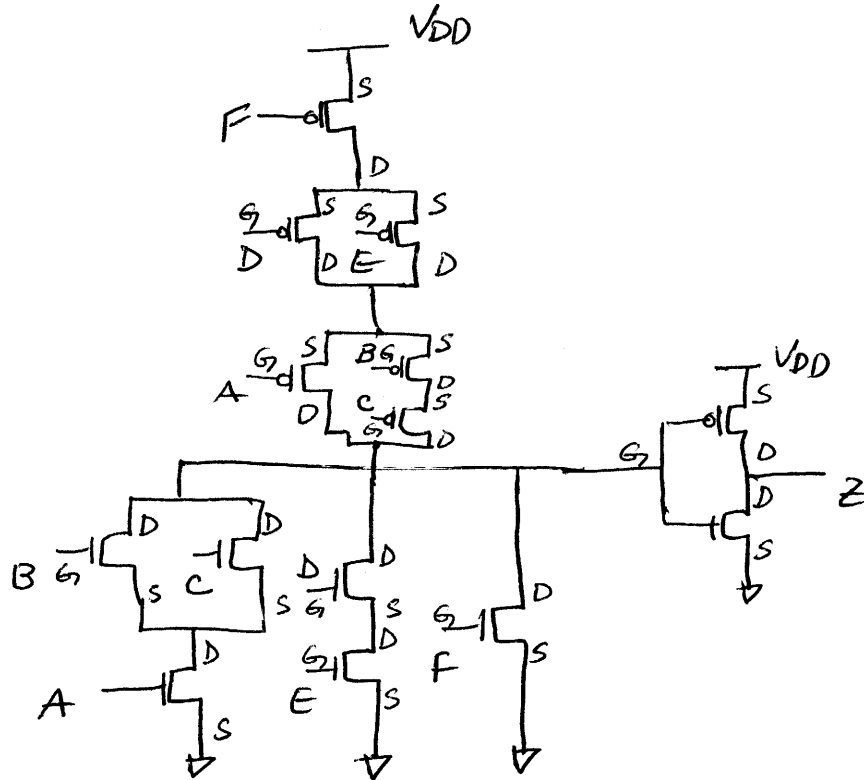 VDD
S
F
D
G S G S
D D E D
S B G S
G D
A C S
D G D
VDD
S
G D
Z
D D D D
B G C D G S
S S G D G D
D G F S
A E S
S
S